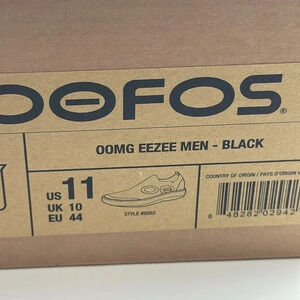 OOFOS®
OOMG EEZEE MEN - BLACK
US 11
UK 10
EU 44
STYLE #5092
COUNTRY OF ORIGIN / PAYS D'ORIGIN
8 48282 02942